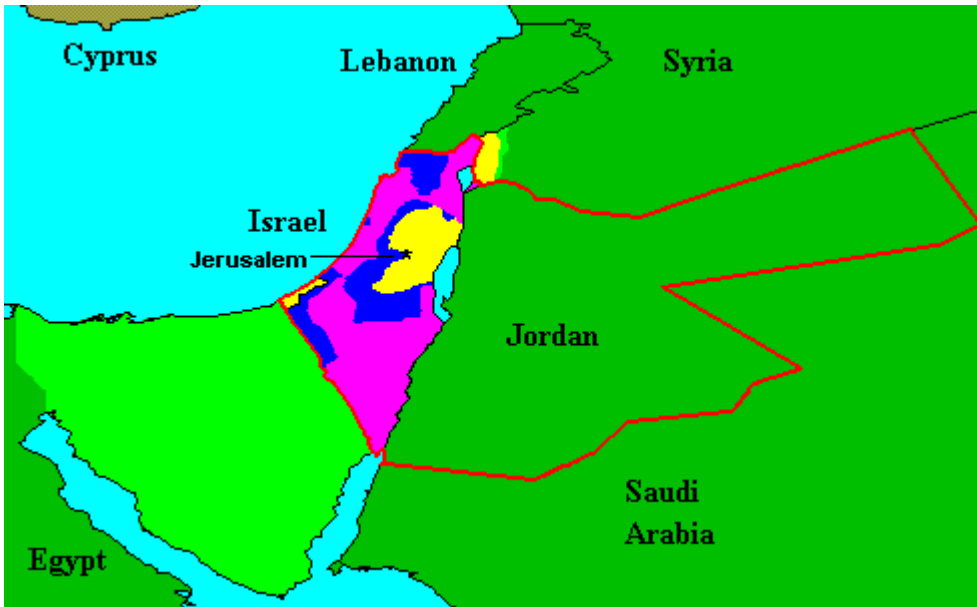 Cyprus
Lebanon
Syria
Israel
Jerusalem
Jordan
Saudi
Arabia
Egypt